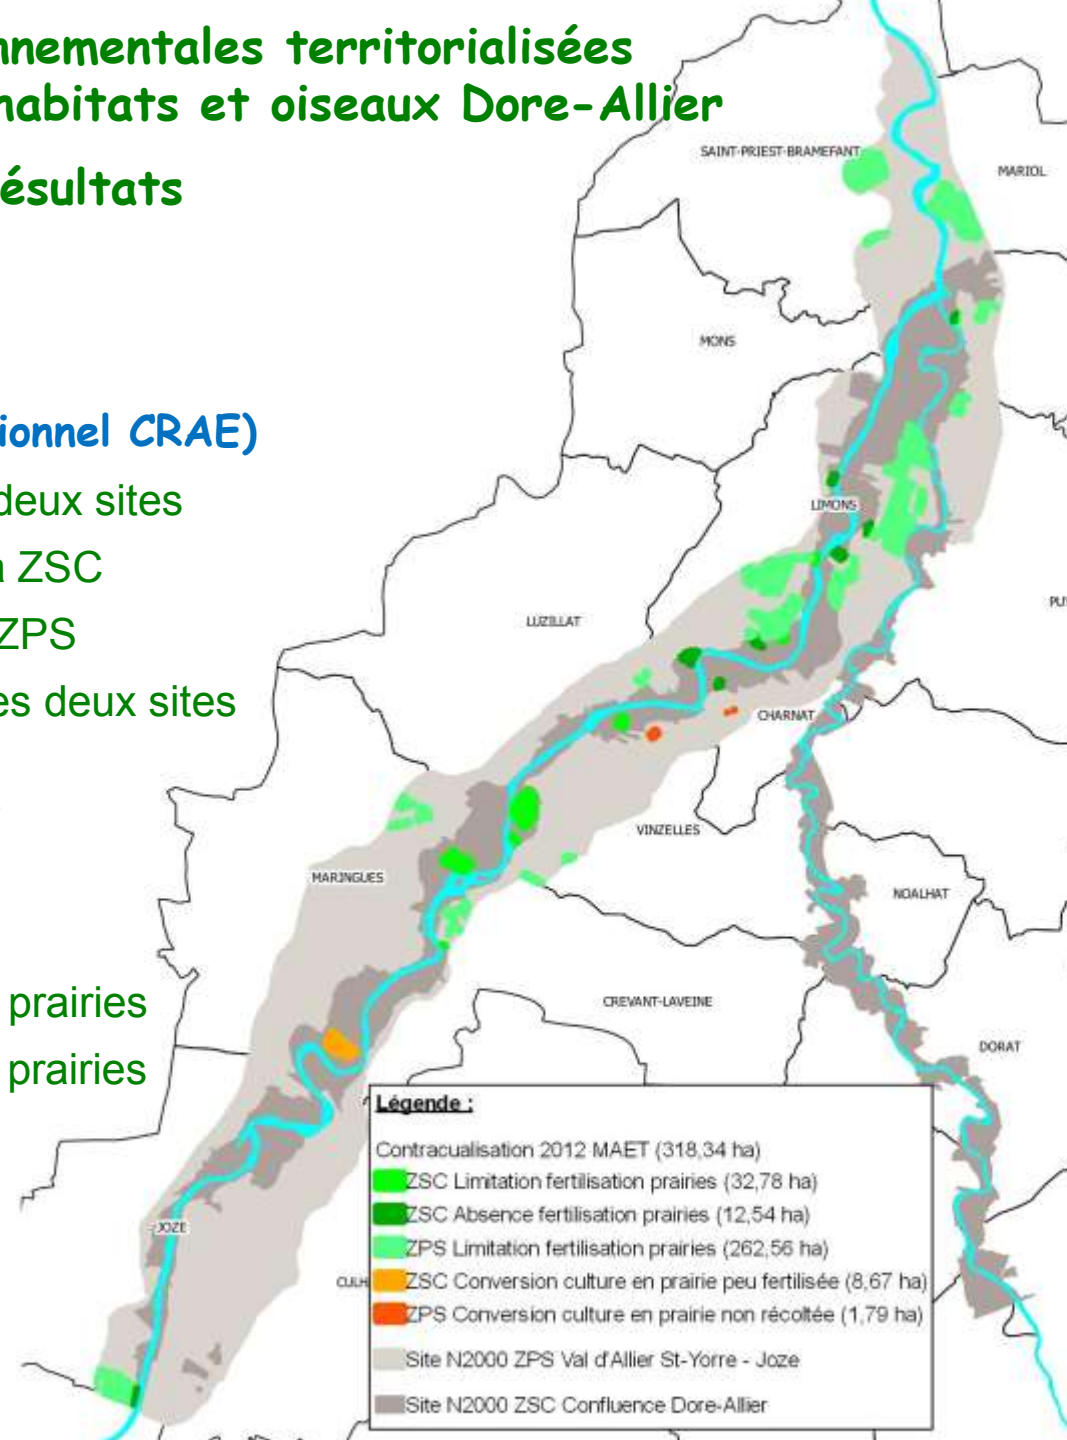 nnementales territorialisées
habitats et oiseaux Dore-Allier
ésultats
SAINT-PRIEST-BRAMEFANT
MARIOL
MONS
ionnel CRAE)
deux sites
LIMONS
a ZSC
PU
LUZILLAT
ZPS
es deux sites
CHARNAT
VINZELLES
MARINGUES
NOALHAT
prairies
CREVANT-LAVEINE
DORAT
prairies
Légende :
Contracualisation 2012 MAET (318,34 ha)
ZSC Limitation fertilisation prairies (32,78 ha)
ZSC Absence fertilisation prairies (12,54 ha)
JOZE
ZPS Limitation fertilisation prairies (262,56 ha)
CULH
ZSC Conversion culture en prairie peu fertilisée (8,67 ha)
ZPS Conversion culture en prairie non récoltée (1,79 ha)
Site N2000 ZPS Val d'Allier St-Yorre - Joze
Site N2000 ZSC Confluence Dore-Allier